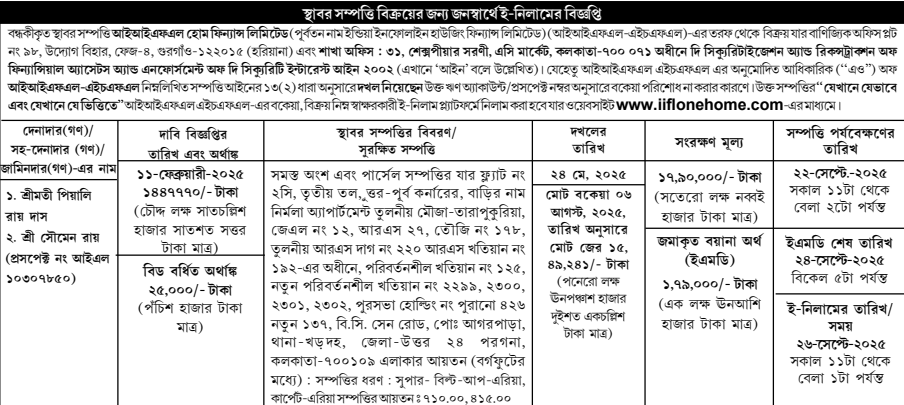 স্থাবর সম্পত্তি বিক্রয়ের জন্য জনস্বার্থে ই-নিলামের বিজ্ঞপ্তি
বন্ধকীকৃত স্থাবর সম্পত্তি আইআইএফএল হোম ফিন্যান্স লিমিটেড (পূর্বতন নাম ইন্ডিয়া ইনফোলাইন হাউজিং ফিন্যান্স লিমিটেড) (আইআইএফএল-এইচএফএল) -এর তরফ থেকে বিক্রয় যার বাণিজ্যিক অফিস প্লট
নং ৯৮, উদ্যোগ বিহার, ফেজ-৪, গুরগাঁও-১২২০১৫ (হরিয়ানা) এবং শাখা অফিস : ৩১, শেক্সপীয়ার সরণী, এসি মার্কেট, কলকাতা-৭০০ ০৭১ অধীনে দি সিক্যুরিটাইজেশন অ্যান্ড রিকনস্ট্রাকশন অফ
ফিন্যান্সিয়াল অ্যাসেটস অ্যান্ড এনফোর্সমেন্ট অফ দি সিক্যুরিটি ইন্টারেস্ট আইন ২০০২ (এখানে 'আইন' বলে উল্লেখিত)। যেহেতু আইআইএফএল এইচএফএল এর অনুমোদিত আধিকারিক ("এও") অফ
আইআইএফএল-এইচএফএল নিম্নলিখিত সম্পত্তি আইনের ১৩(২) ধারা অনুসারে দখল নিয়েছেন উক্ত ঋণ অ্যাকাউন্ট/প্রসপেক্ট নম্বর অনুসারে বকেয়া পরিশোধ না করার কারণে। উক্ত সম্পত্তির "যেখানে যেভাবে
এবং যেখানে যে ভিত্তিতে" আইআইএফএল এইচএফএল-এর বকেয়া, বিক্রয় নিম্ন স্বাক্ষরকারী ই-নিলাম প্ল্যাটফর্মে নিলাম করা হবে যার ওয়েবসাইট www.iiflonehome.com -এর মাধ্যমে।
দেনাদার(গণ)/
সহ-দেনাদার (গণ)/
জামিনদার(গণ)-এর নাম
১. শ্রীমতী পিয়ালি
রায় দাস
২. শ্রী সৌমেন রায়
(প্রসপেক্ট নং আইএল
১০৩০৭৮৫০)
দাবি বিজ্ঞপ্তির
তারিখ এবং অর্থাঙ্ক
১১-ফেব্রুয়ারী-২০২৫
১৪৪৭৭৭০/- টাকা
(চৌদ্দ লক্ষ সাতচল্লিশ
হাজার সাতশত সত্তর
টাকা মাত্র)
বিড বর্ধিত অর্থাঙ্ক
২৫,০০০/- টাকা
(পঁচিশ হাজার টাকা
মাত্র)
স্থাবর সম্পত্তির বিবরণ/
সুরক্ষিত সম্পত্তি
সমস্ত অংশ এবং পার্সেল সম্পত্তির যার ফ্ল্যাট নং
২সি, তৃতীয় তল,ুত্তর-পূর্ব কর্নারের, বাড়ির নাম
নির্মলা অ্যাপার্টমেন্ট তুলনীয় মৌজা-তারাপুকুরিয়া,
জেএল নং ১২, আরএস ২৭, তৌজি নং ১৭৮,
তুলনীয় আরএস দাগ নং ২২০ আরএস খতিয়ান নং
১৯২-এর অধীনে, পরিবর্তনশীল খতিয়ান নং ১২৫,
নতুন পরিবর্তনশীল খতিয়ান নং ২২৯৯, ২৩০০,
২৩০১, ২৩০২, পুরসভা হোল্ডিং নং পুরানো ৪২৬
নতুন ১৩৭, বি.সি. সেন রোড, পোঃ আগরপাড়া,
থানা-খড়দহ, জেলা-উত্তর ২৪ পরগনা,
কলকাতা-৭০০১০৯ এলাকার আয়তন (বর্গফুটের
মধ্যে) : সম্পত্তির ধরণ : সুপার- বিল্ট-আপ-এরিয়া,
কার্পেট-এরিয়া সম্পত্তির আয়তন ঃ ৭১০.০০, ৪১৫.০০
দখলের
তারিখ
২৪ মে, ২০২৫
মোট বকেয়া ০৬
আগস্ট, ২০২৫,
তারিখ অনুসারে
মোট জের ১৫,
৪৯,২৪১/- টাকা
(পনেরো লক্ষ
ঊনপঞ্চাশ হাজার
দুইশত একচল্লিশ
টাকা মাত্র)
সংরক্ষণ মূল্য
১৭,৯০,০০০/- টাকা
(সতেরো লক্ষ নব্বই
হাজার টাকা মাত্র)
জমাকৃত বয়ানা অর্থ
(ইএমডি)
১,৭৯,০০০/- টাকা
(এক লক্ষ ঊনআশি
হাজার টাকা মাত্র)
সম্পত্তি পর্যবেক্ষণের
তারিখ
২২-সেপ্টে.-২০২৫
সকাল ১১টা থেকে
বেলা ২টো পর্যন্ত
ইএমডি শেষ তারিখ
২৪-সেপ্টে-২০২৫
বিকেল ৫টা পর্যন্ত
ই-নিলামের তারিখ/
সময়
২৬-সেপ্টে-২০২৫
সকাল ১১টা থেকে
বেলা ১টা পর্যন্ত